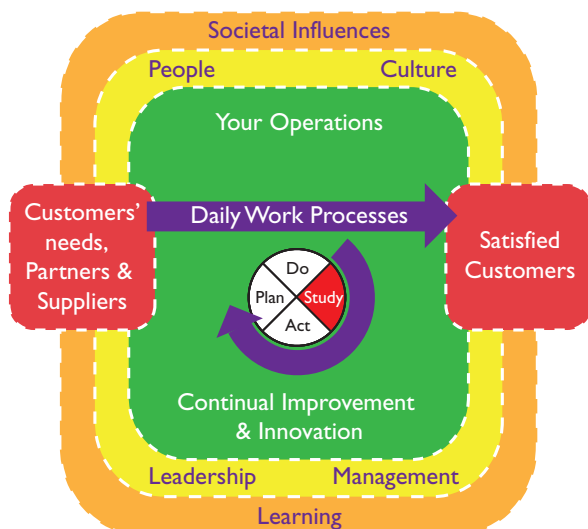 Societal Influences
People
Culture
Your Operations
Customers'
needs,
Partners &
Suppliers
Daily Work Processes
Satisfied
Customers
Do
Plan
Study
Act
Continual Improvement
& Innovation
Leadership
Management
Learning